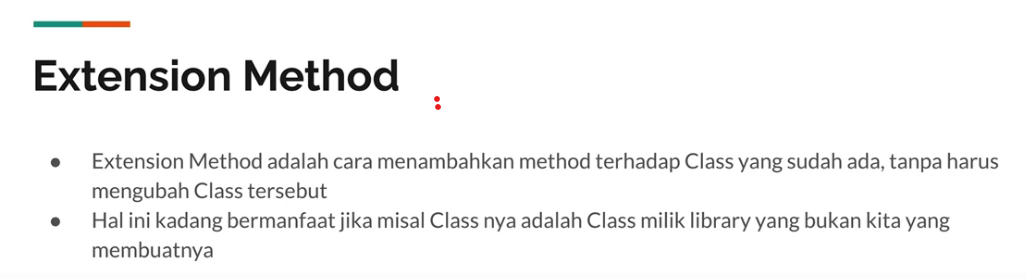 Extension Method
● Extension Method adalah cara menambahkan method terhadap Class yang sudah ada, tanpa harus
mengubah Class tersebut
● Hal ini kadang bermanfaat jika misal Class nya adalah Class milik library yang bukan kita yang
membuatnya